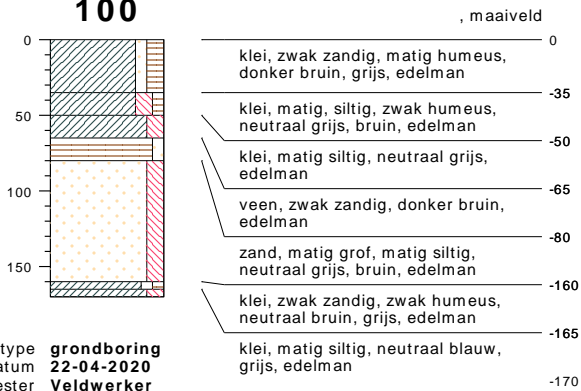 100
, maaiveld
0
0
klei, zwak zandig, matig humeus,
donker bruin, grijs, edelman
-35
klei, matig, siltig, zwak humeus,
neutraal grijs, bruin, edelman
50
-50
klei, matig siltig, neutraal grijs,
edelman
-65
veen, zwak zandig, donker bruin,
edelman
-80
100
zand, matig grof, matig siltig,
neutraal grijs, bruin, edelman
150
-160
klei, zwak zandig, zwak humeus,
neutraal bruin, grijs, edelman
-165
klei, matig siltig, neutraal blauw,
grijs, edelman
-170
type grondboring
atum 22-04-2020
ester Veldwerker